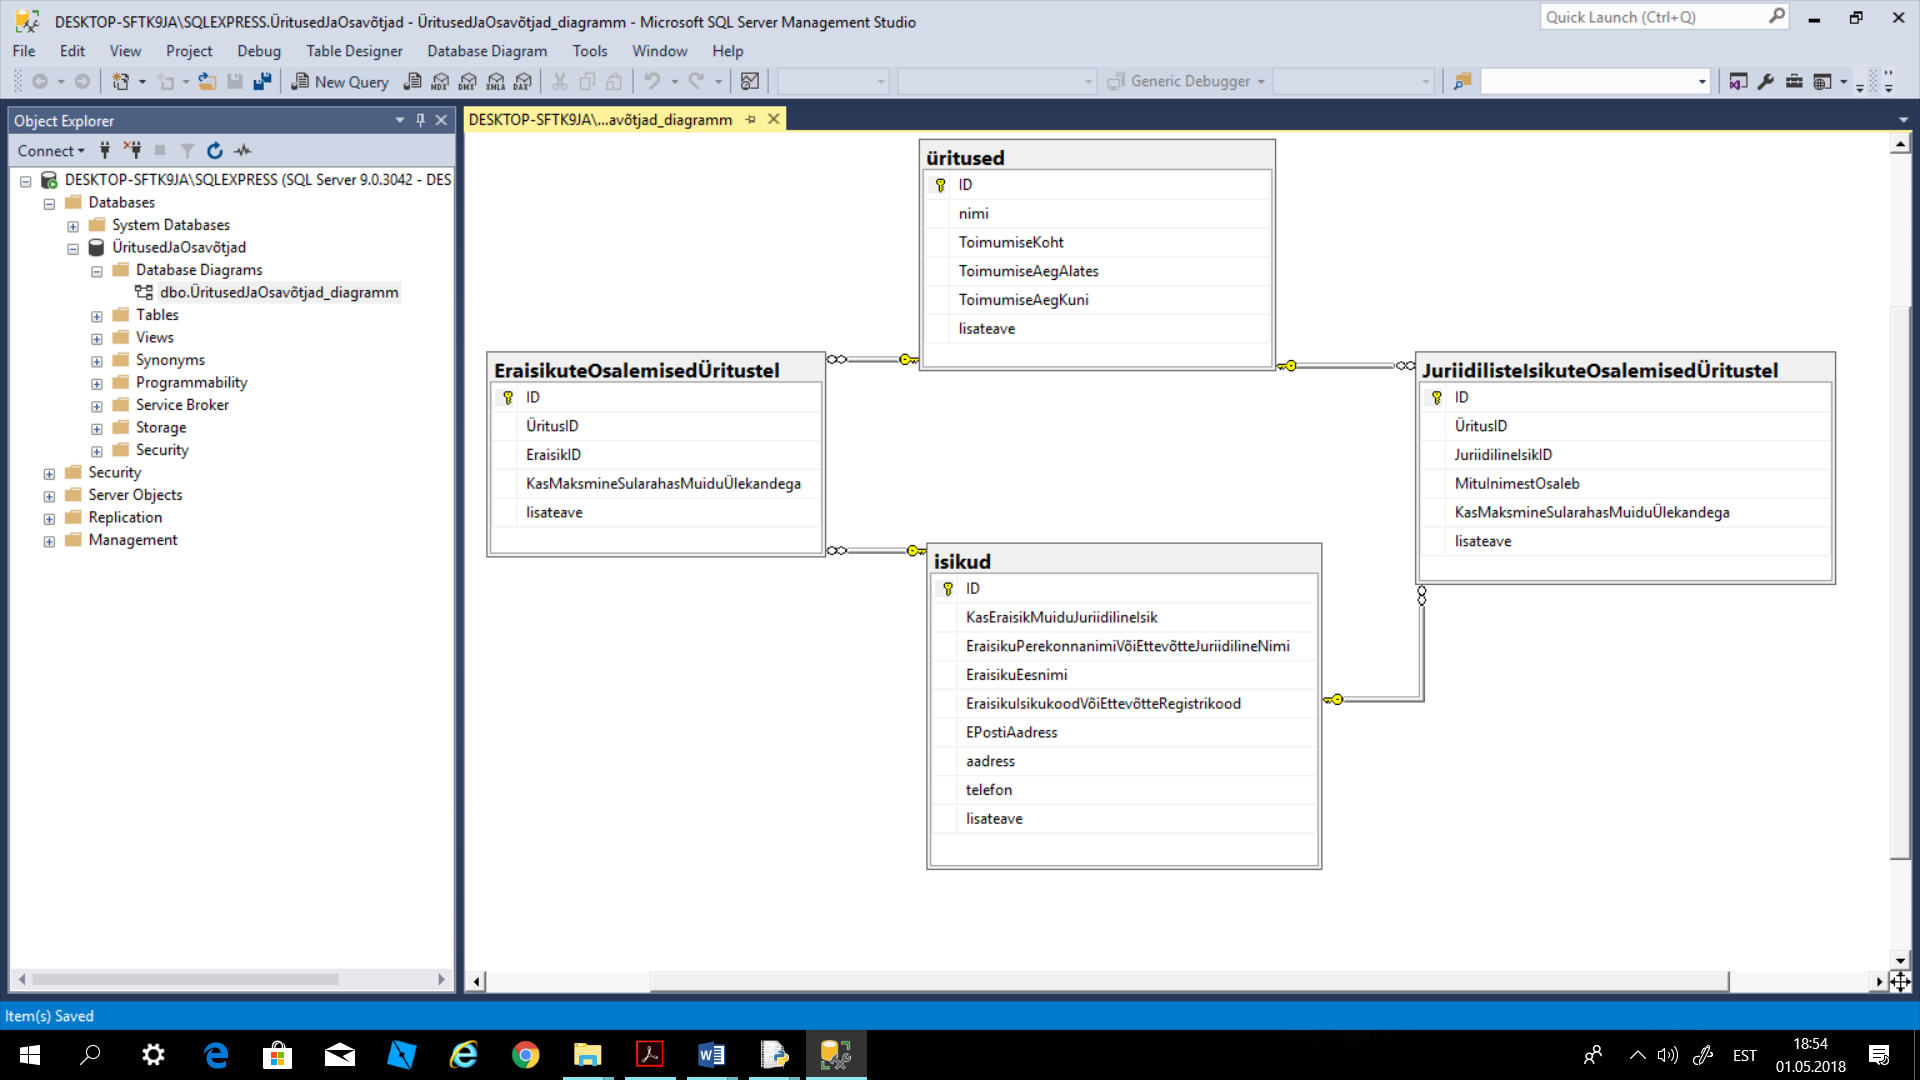 DESKTOP-SFTK9JA\SQLEXPRESS.ÜritusedJaOsavõtjad - ÜritusedJaOsavõtjad_diagramm - Microsoft SQL Server Management Studio
Quick Launch (Ctrl+Q)
File Edit View Project Debug Table Designer Database Diagram Tools Window Help
New Query
MDX
DMX
XMLA
DAX
Generic Debugger
Object Explorer
DESKTOP-SFTK9JA\...avõtjad_diagramm
Connect
DESKTOP-SFTK9JA\SQLEXPRESS (SQL Server 9.0.3042 - DES
Databases
System Databases
ÜritusedJaOsavõtjad
Database Diagrams
dbo.ÜritusedJaOsavõtjad_diagramm
Tables
Views
Synonyms
Programmability
Service Broker
Storage
Security
Security
Server Objects
Replication
Management
üritused
ID
nimi
ToimumiseKoht
ToimumiseAegAlates
ToimumiseAegKuni
lisateave
EraisikuteOsalemisedÜritustel
ID
ÜritusID
EraisikID
KasMaksmineSularahasMuiduÜlekandega
lisateave
JuriidilisteIsikuteOsalemisedÜritustel
ID
ÜritusID
JuriidilineIsikID
MituInimestOsaleb
KasMaksmineSularahasMuiduÜlekandega
lisateave
isikud
ID
KasEraisikMuiduJuriidilineIsik
EraisikuPerekonnanimiVõiEttevõtteJuriidilineNimi
EraisikuEesnimi
EraisikuIsikukoodVõiEttevõtteRegistrikood
EPostiAadress
aadress
telefon
lisateave
Item(s) Saved
EST
18:54
01.05.2018